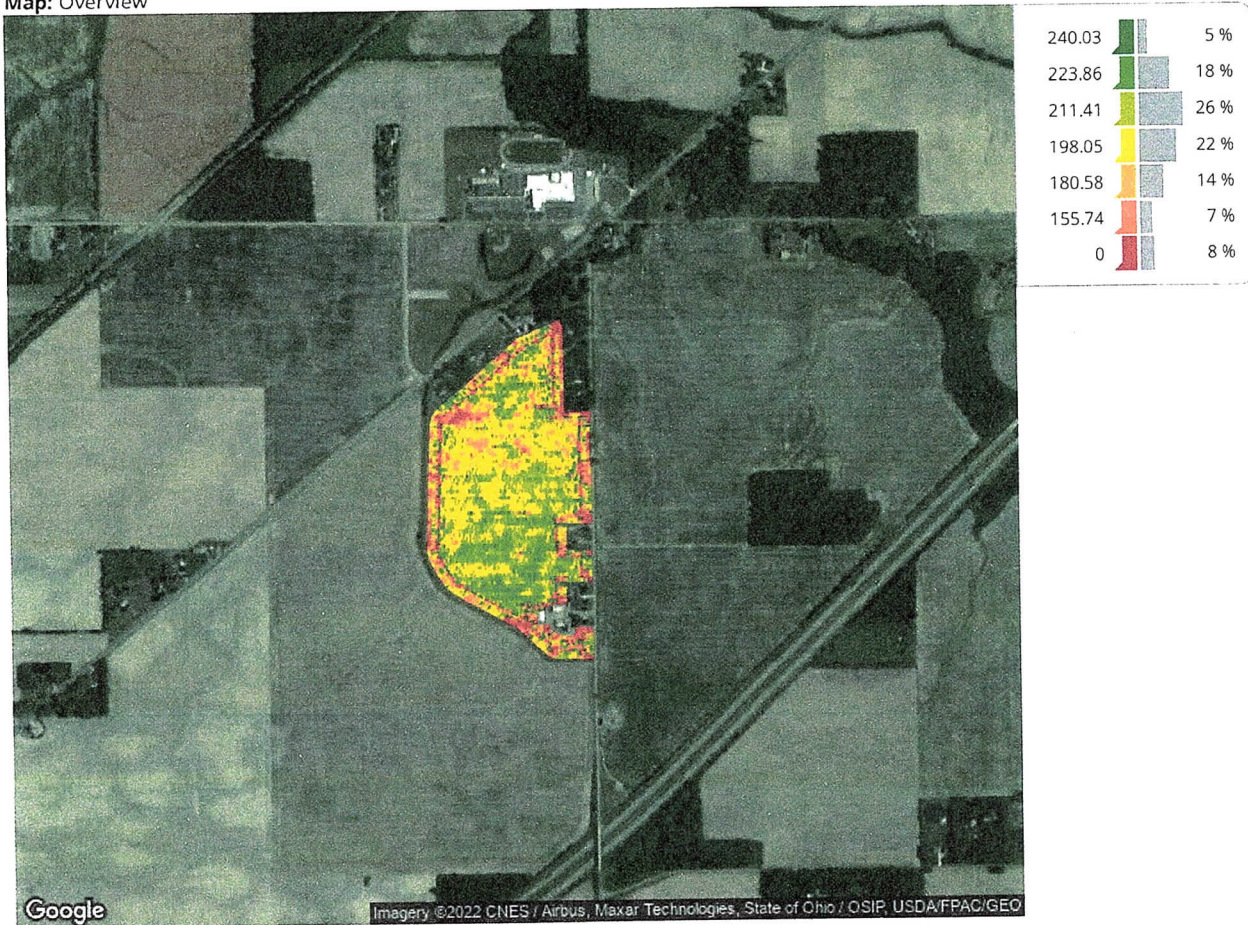 Map: Overview
240.03 5 %
223.86 18 %
211.41 26 %
198.05 22 %
180.58 14 %
155.74 7 %
0 8 %
Google
Imagery ©2022 CNES / Airbus, Maxar Technologies, State of Ohio / OSIP, USDA/FPAC/GEO